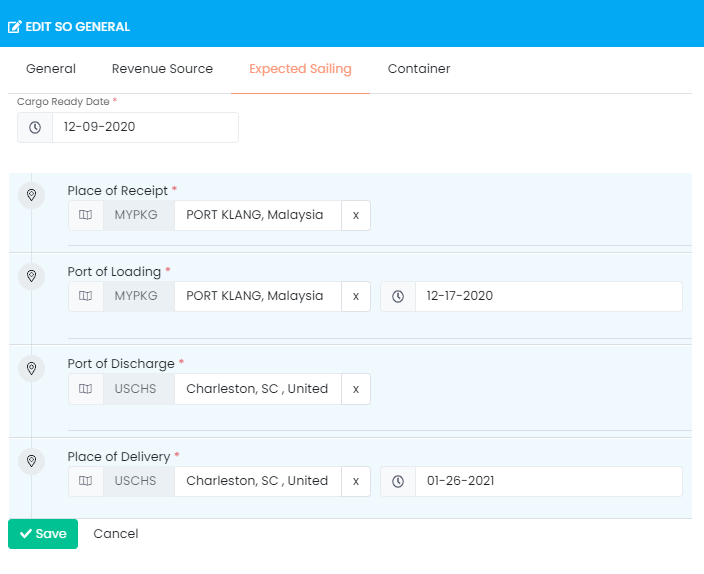 EDIT SO GENERAL
General Revenue Source Expected Sailing Container
Cargo Ready Date *
12-09-2020
Place of Receipt *
MYPKG PORT KLANG, Malaysia x
Port of Loading *
MYPKG PORT KLANG, Malaysia x 12-17-2020
Port of Discharge *
USCHS Charleston, SC , United x
Place of Delivery *
USCHS Charleston, SC , United x 01-26-2021
Save Cancel